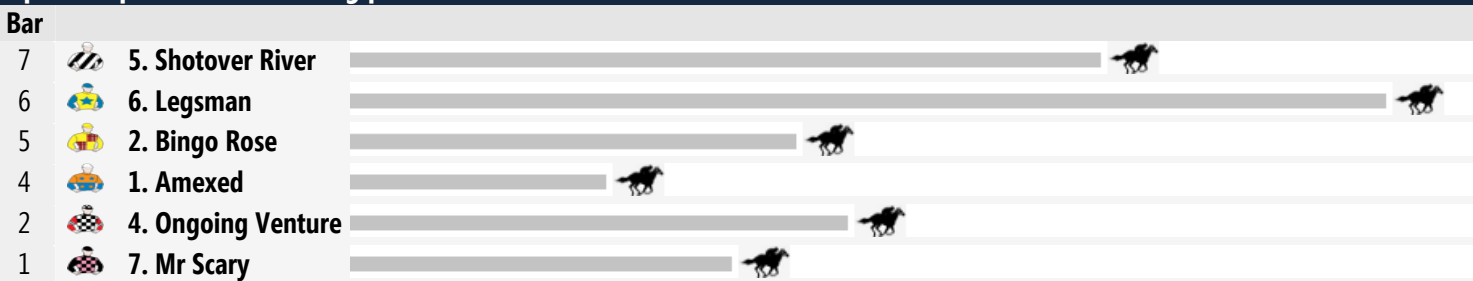 Bar
7 5. Shotover River
6 6. Legsman
5 2. Bingo Rose
4 1. Amexed
2 4. Ongoing Venture
1 7. Mr Scary